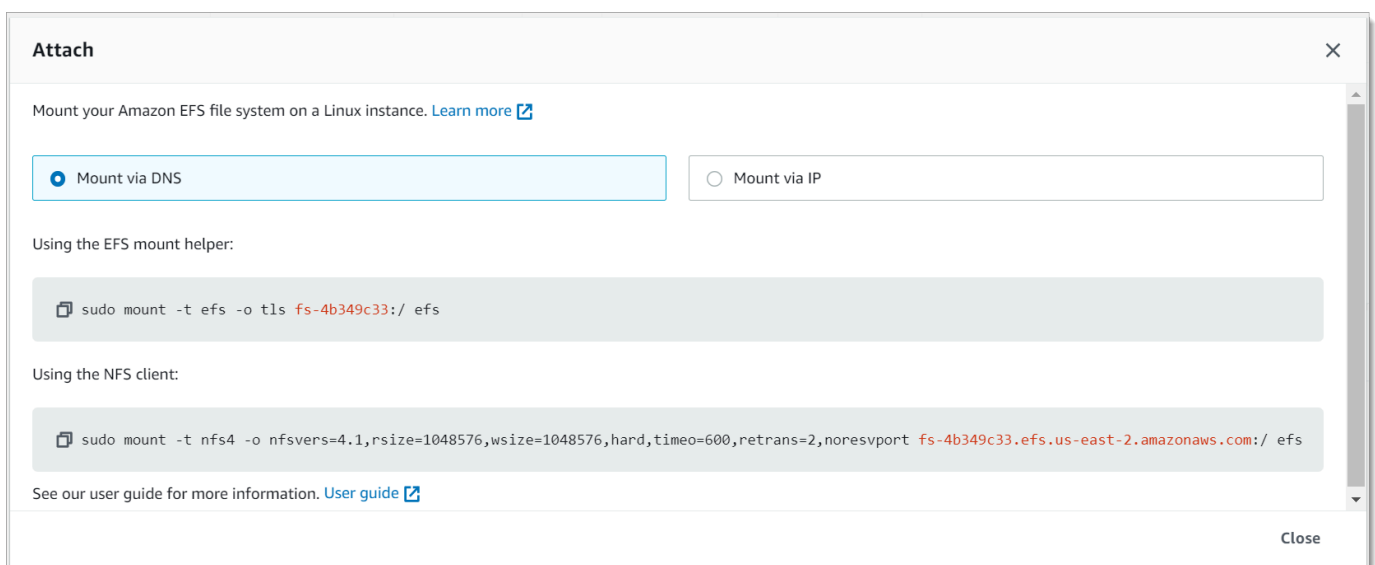 Attach
Mount your Amazon EFS file system on a Linux instance. Learn more
Mount via DNS
Mount via IP
Using the EFS mount helper:
sudo mount -t efs -o tls fs-4b349c33:/ efs
Using the NFS client:
sudo mount -t nfs4 -o nfsvers=4.1,rsize=1048576,wsize=1048576,hard,timeo=600,retrans=2,noresvport fs-4b349c33.efs.us-east-2.amazonaws.com:/ efs
See our user guide for more information. User guide
Close